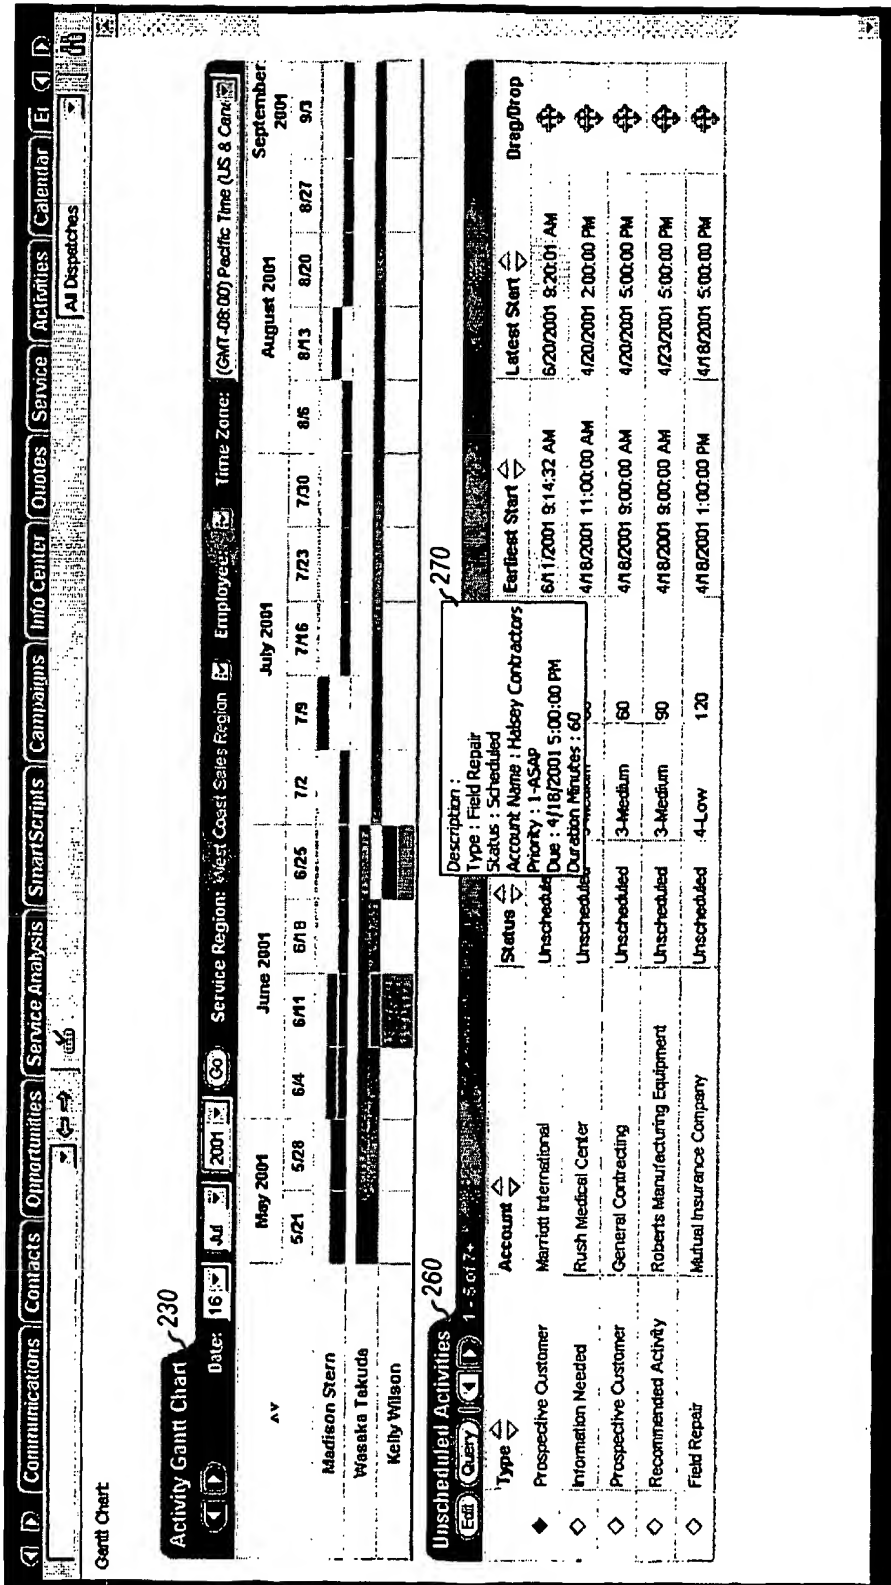 Communications Contacts Opportunities Service Analysis SmartScripts Campaigns Info Center Quotes Service Activities Calendar
All Dispatches
Gantt Chart:
Activity Gantt Chart 230
Date: 16 Jul 2001 Go Service Region: West Coast Sales Region Employee: Time Zone: (GMT-08:00) Pacific Time (US & Cana
May 2001 June 2001 July 2001 August 2001 September 2001
5/21 5/28 6/4 6/11 6/18 6/25 7/2 7/9 7/16 7/23 7/30 8/6 8/13 8/20 8/27 9/3
Madison Stern
Wasaka Takuda
Kelly Wilson
Unscheduled Activities 260
Edit Query 1 - 5 of 7+
270
Description :
Type : Field Repair
Status : Scheduled
Account Name : Halsey Contractors
Priority : 1-ASAP
Due : 4/18/2001 5:00:00 PM
Duration Minutes : 60
Type Account Status Earliest Start Latest Start Drag/Drop
Prospective Customer Marriott International Unschedule 6/11/2001 9:14:32 AM 6/20/2001 9:20:01 AM
Information Needed Rush Medical Center Unscheduled 4/18/2001 11:00:00 AM 4/20/2001 2:00:00 PM
Prospective Customer General Contracting Unscheduled 3-Medium 60 4/18/2001 9:00:00 AM 4/20/2001 5:00:00 PM
Recommended Activity Roberts Manufacturing Equipment Unscheduled 3-Medium 90 4/18/2001 9:00:00 AM 4/23/2001 5:00:00 PM
Field Repair Mutual Insurance Company Unscheduled 4-Low 120 4/18/2001 1:00:00 PM 4/18/2001 5:00:00 PM